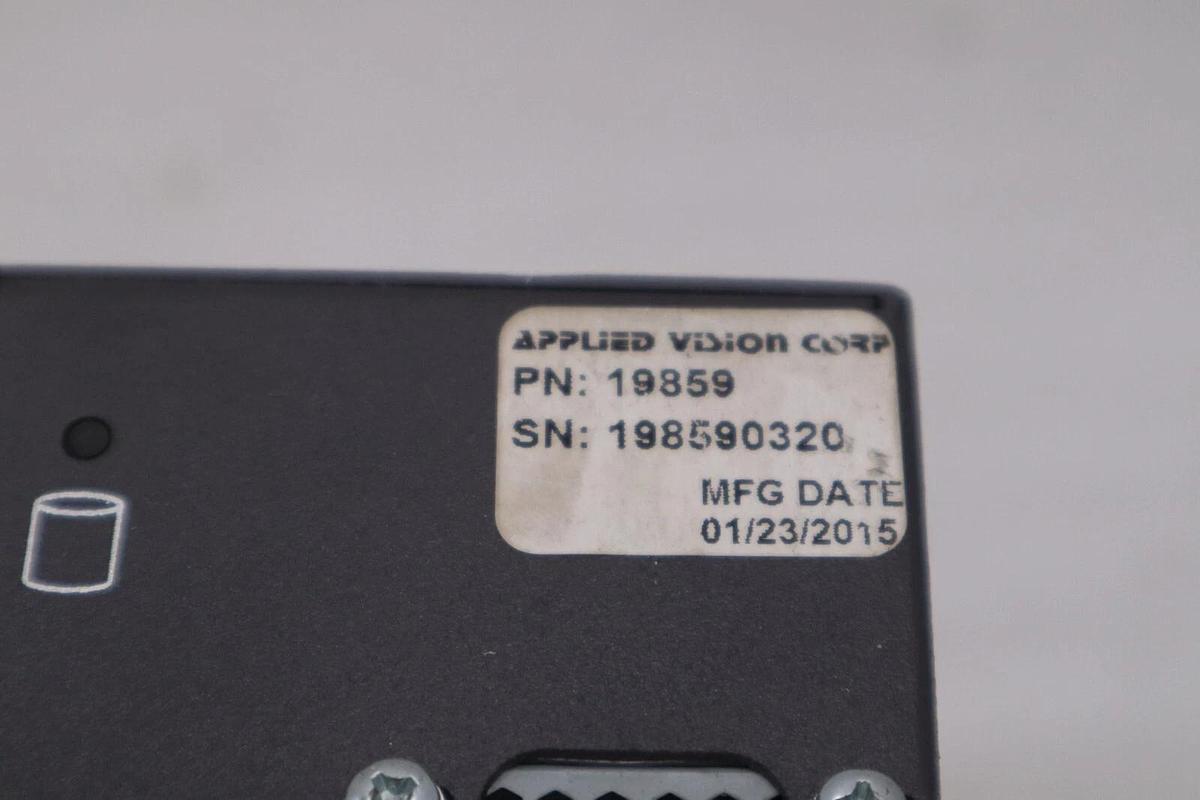 APPLiED ViSiOn CORP
PN: 19859
SN: 198590320
MFG DATE
01/23/2015